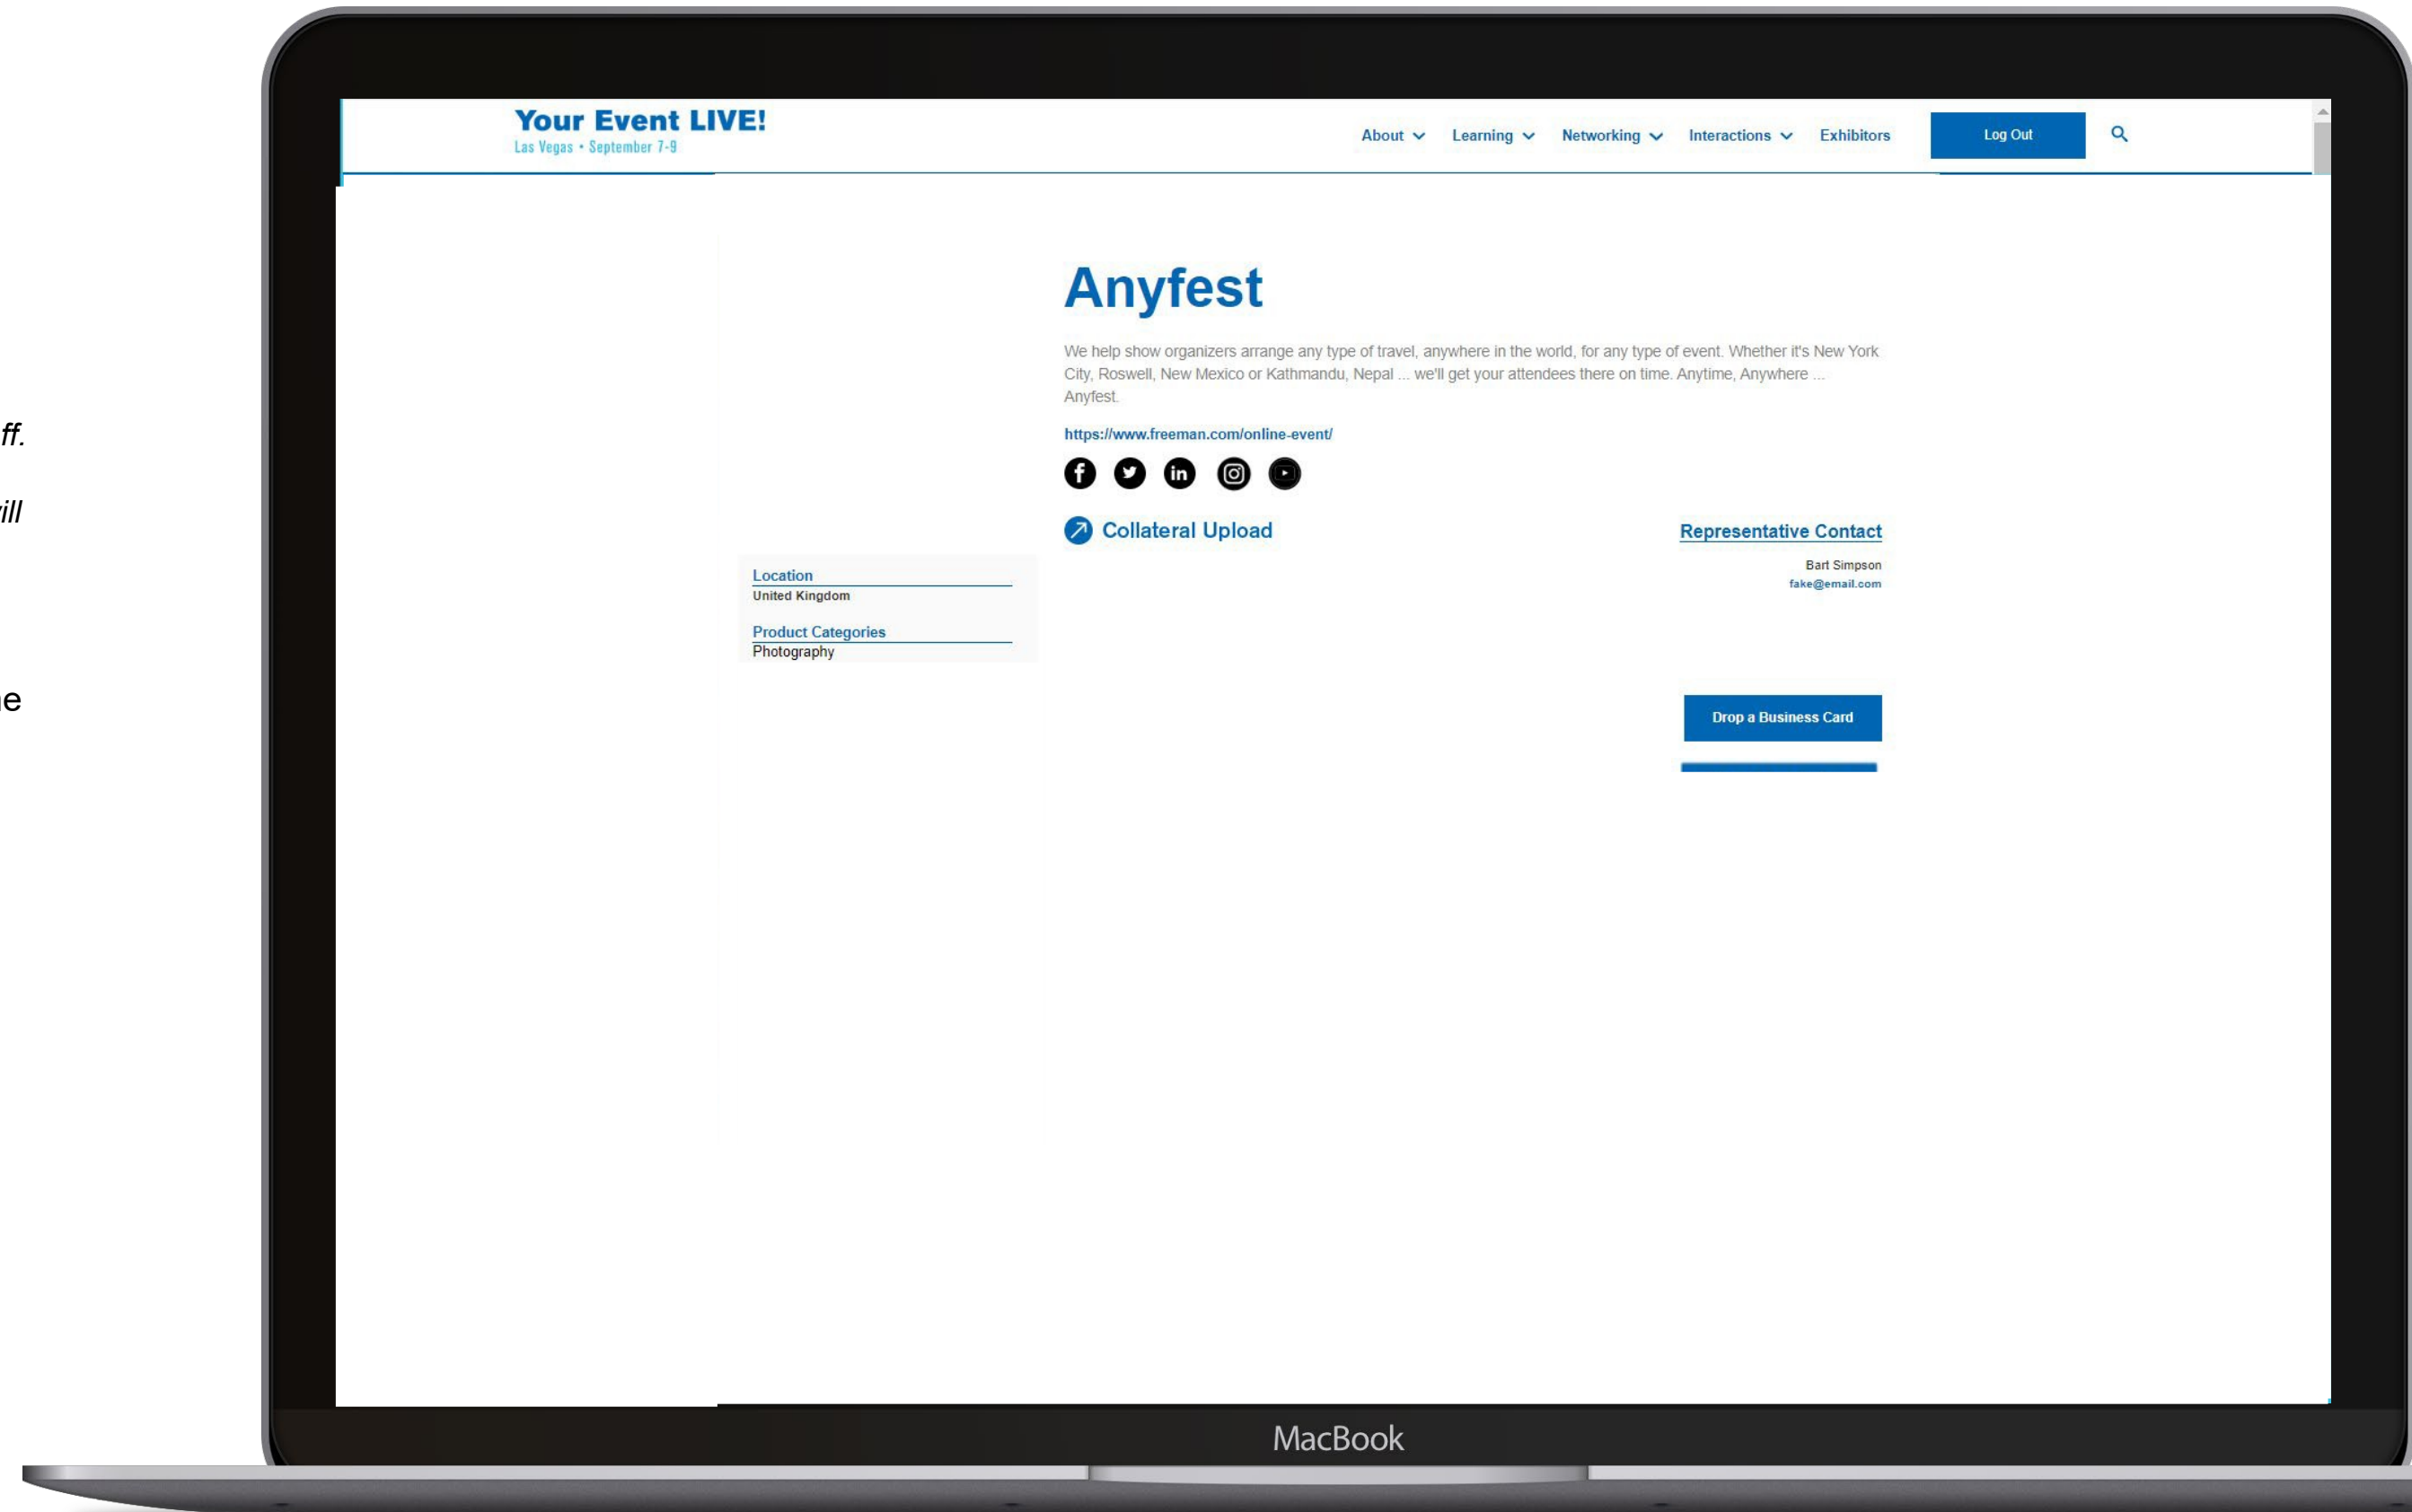 Your Event LIVE!
Las Vegas • September 7-9
About
Learning
Networking
Interactions
Exhibitors
Log Out
Anyfest
We help show organizers arrange any type of travel, anywhere in the world, for any type of event. Whether it's New York
City, Roswell, New Mexico or Kathmandu, Nepal ... we'll get your attendees there on time. Anytime, Anywhere ...
Anyfest.
https://www.freeman.com/online-event/
Collateral Upload
Representative Contact
Bart Simpson
fake@email.com
Location
United Kingdom
Product Categories
Photography
Drop a Business Card
MacBook